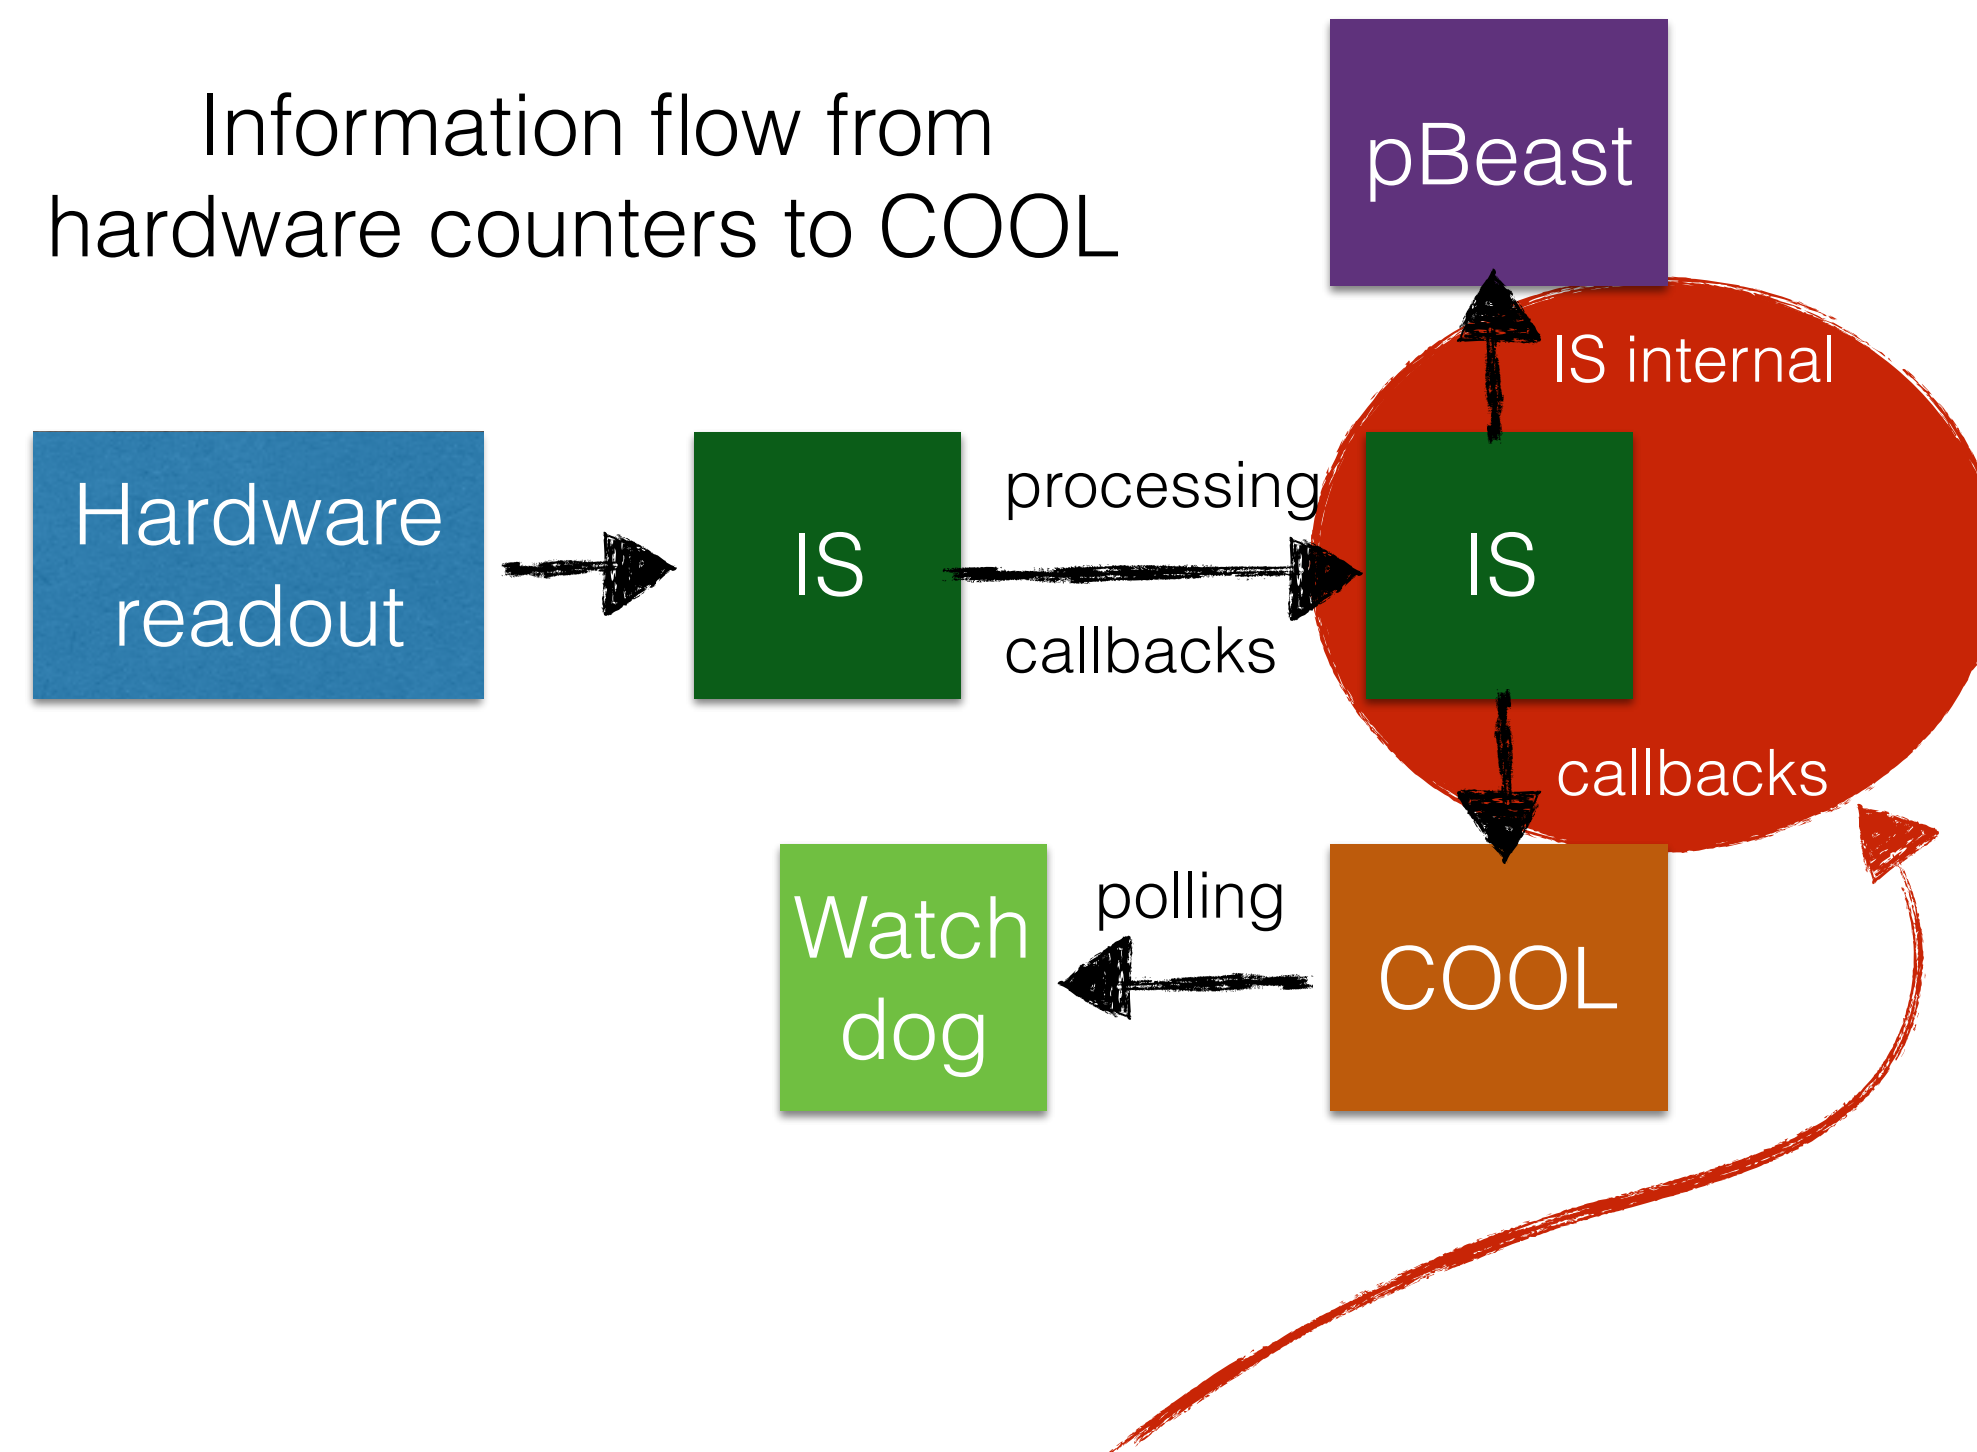 Information flow from
hardware counters to COOL
pBeast
IS internal
Hardware
readout
IS
processing
callbacks
IS
callbacks
Watch
dog
polling
COOL